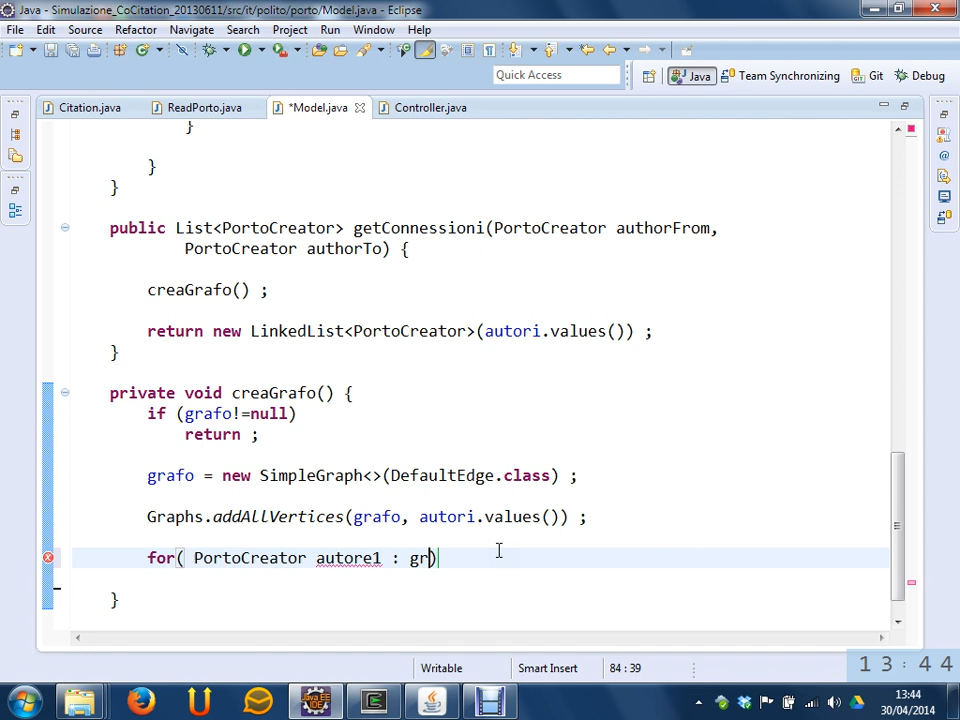 Java - Simulazione_CoCitation_20130611/src/it/polito/porto/Model.java - Eclipse
File Edit Source Refactor Navigate Search Project Run Window Help
Quick Access Java Team Synchronizing Git Debug
Citation.java ReadPorto.java *Model.java Controller.java
}
}
}
public List<PortoCreator> getConnessioni(PortoCreator authorFrom,
PortoCreator authorTo) {
creaGrafo() ;
return new LinkedList<PortoCreator>(autori.values()) ;
}
private void creaGrafo() {
if (grafo!=null)
return ;
grafo = new SimpleGraph<>(DefaultEdge.class) ;
Graphs.addAllVertices(grafo, autori.values()) ;
for( PortoCreator autore1 : gr)
}
Writable Smart Insert 84 : 39
13:44
13:44
30/04/2014